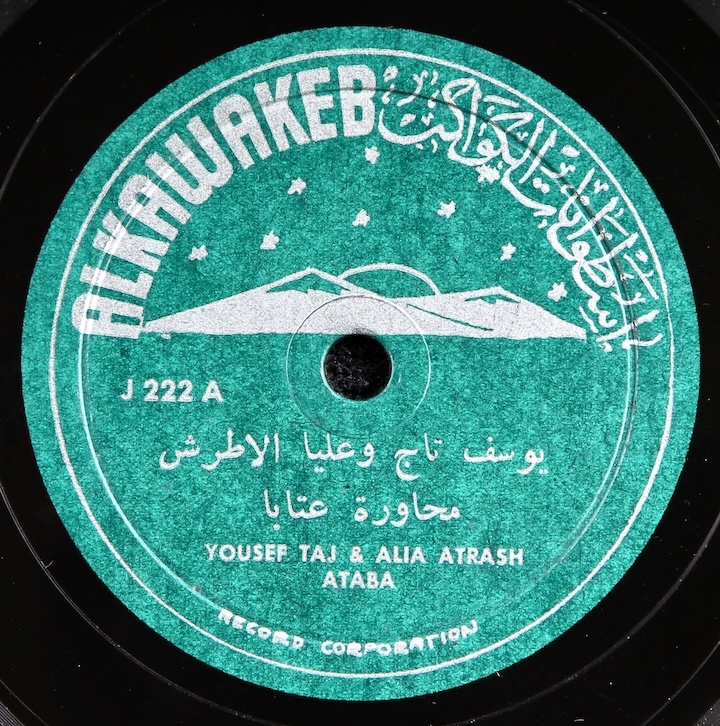 ALKAWAKEB
اسطوانات الكواكب
J 222 A
يوسف تاج وعليا الاطرش
محاورة عتابا
YOUSEF TAJ & ALIA ATRASH
ATABA
RECORD CORPORATION